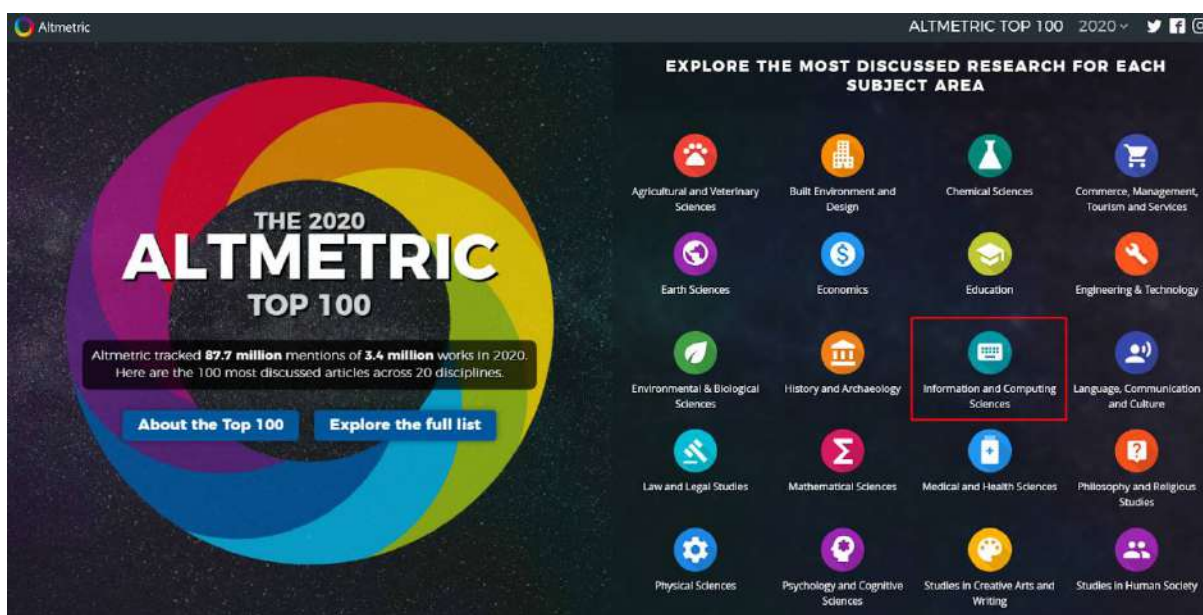 Altmetric
ALTMETRIC TOP 100 2020
THE 2020
ALTMETRIC
TOP 100
Altmetric tracked 87.7 million mentions of 3.4 million works in 2020.
Here are the 100 most discussed articles across 20 disciplines.
About the Top 100
Explore the full list
EXPLORE THE MOST DISCUSSED RESEARCH FOR EACH
SUBJECT AREA
Agricultural and Veterinary
Sciences
Built Environment and
Design
Chemical Sciences
Commerce, Management,
Tourism and Services
Earth Sciences
Economics
Education
Engineering & Technology
Environmental & Biological
Sciences
History and Archaeology
Information and Computing
Sciences
Language, Communication
and Culture
Law and Legal Studies
Mathematical Sciences
Medical and Health Sciences
Philosophy and Religious
Studies
Physical Sciences
Psychology and Cognitive
Sciences
Studies in Creative Arts and
Writing
Studies in Human Society